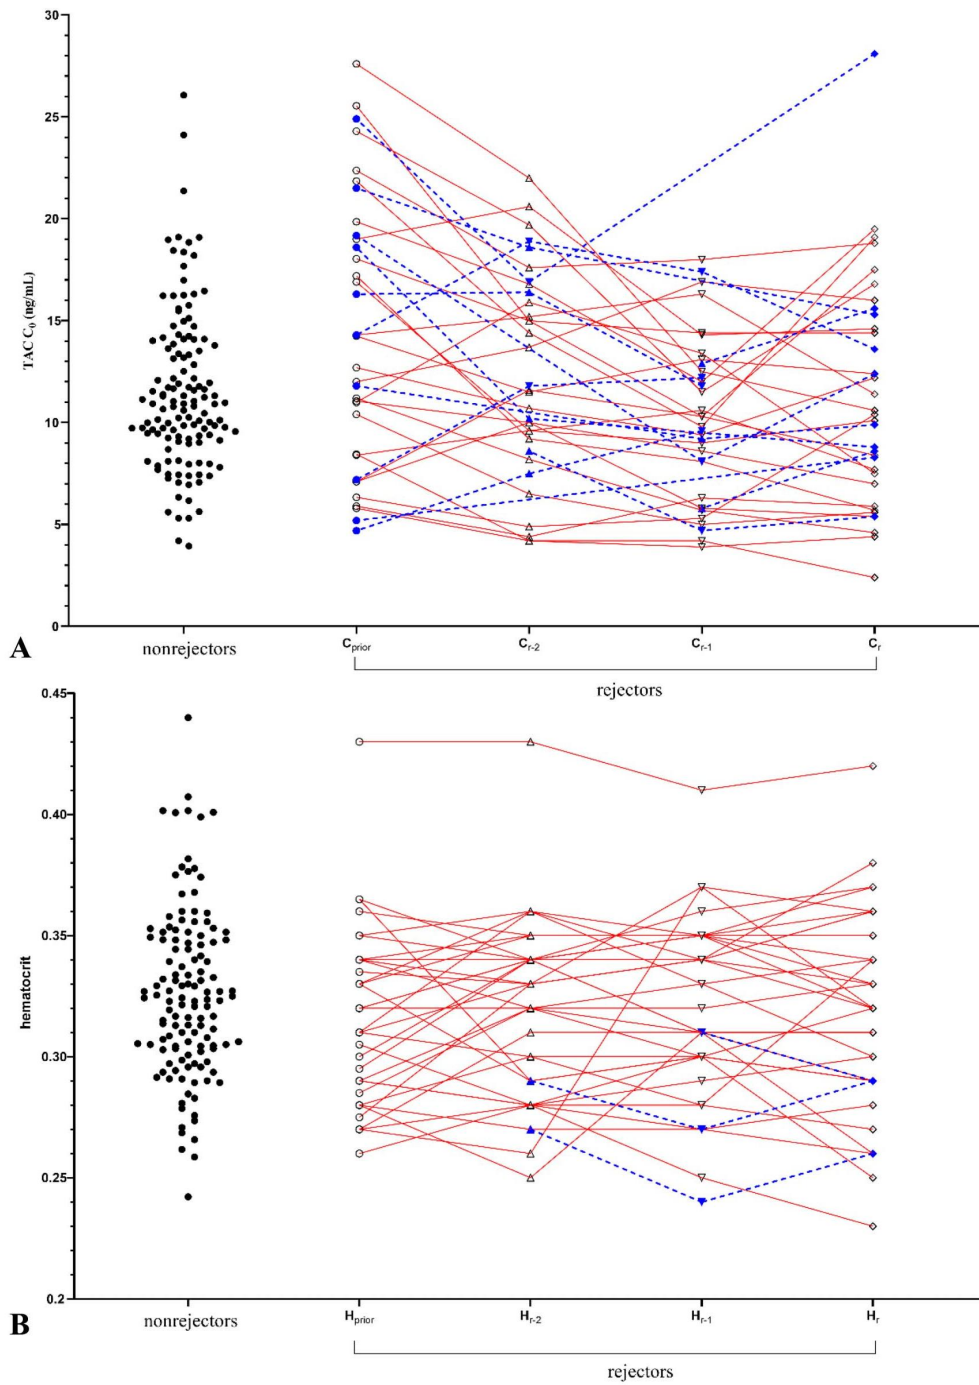 30
25
20
15
10
5
0
TAC C0 (ng/mL)
A
nonrejectors
Cprior
Cr-2
Cr-1
Cr
rejectors
0.45
0.40
0.35
0.30
0.25
0.2
hematocrit
B
nonrejectors
Hprior
Hr-2
Hr-1
Hr
rejectors